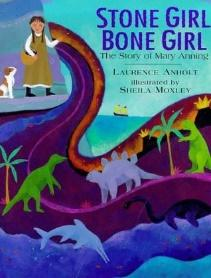 STONE GIRL
BONE GIRL
The Story of Mary Anning
LAURENCE ANHOLT
illustrated by
SHEILA MOXLEY